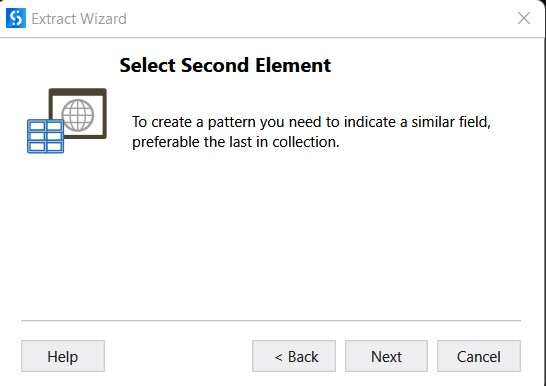 Extract Wizard
Select Second Element
To create a pattern you need to indicate a similar field,
preferable the last in collection.
Help
< Back
Next
Cancel